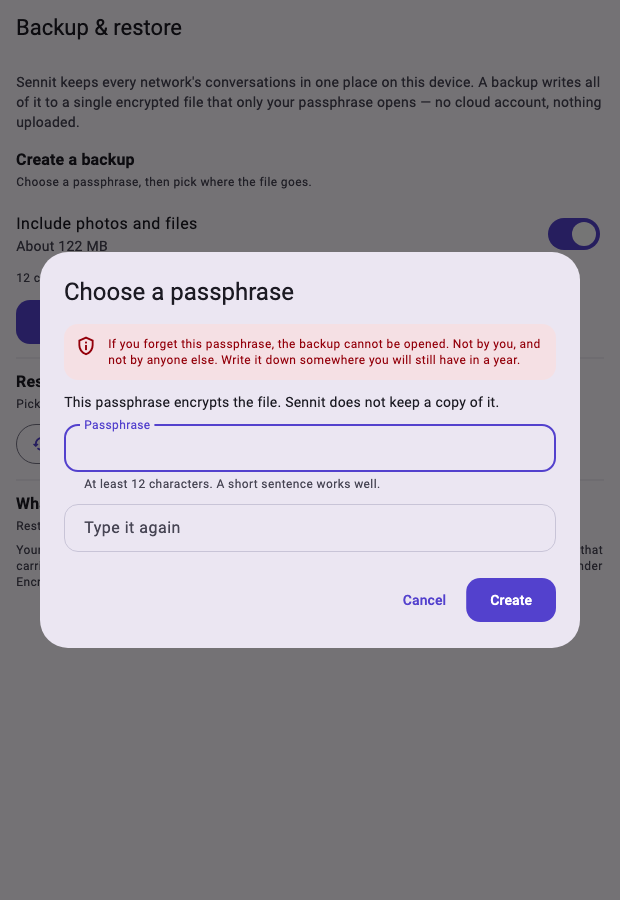 Backup & restore
Sennit keeps every network's conversations in one place on this device. A backup writes all
of it to a single encrypted file that only your passphrase opens — no cloud account, nothing
uploaded.
Create a backup
Choose a passphrase, then pick where the file goes.
Include photos and files
About 122 MB
12
Choose a passphrase
If you forget this passphrase, the backup cannot be opened. Not by you, and
not by anyone else. Write it down somewhere you will still have in a year.
This passphrase encrypts the file. Sennit does not keep a copy of it.
Passphrase
At least 12 characters. A short sentence works well.
Type it again
Cancel
Create
Pick
Your
that